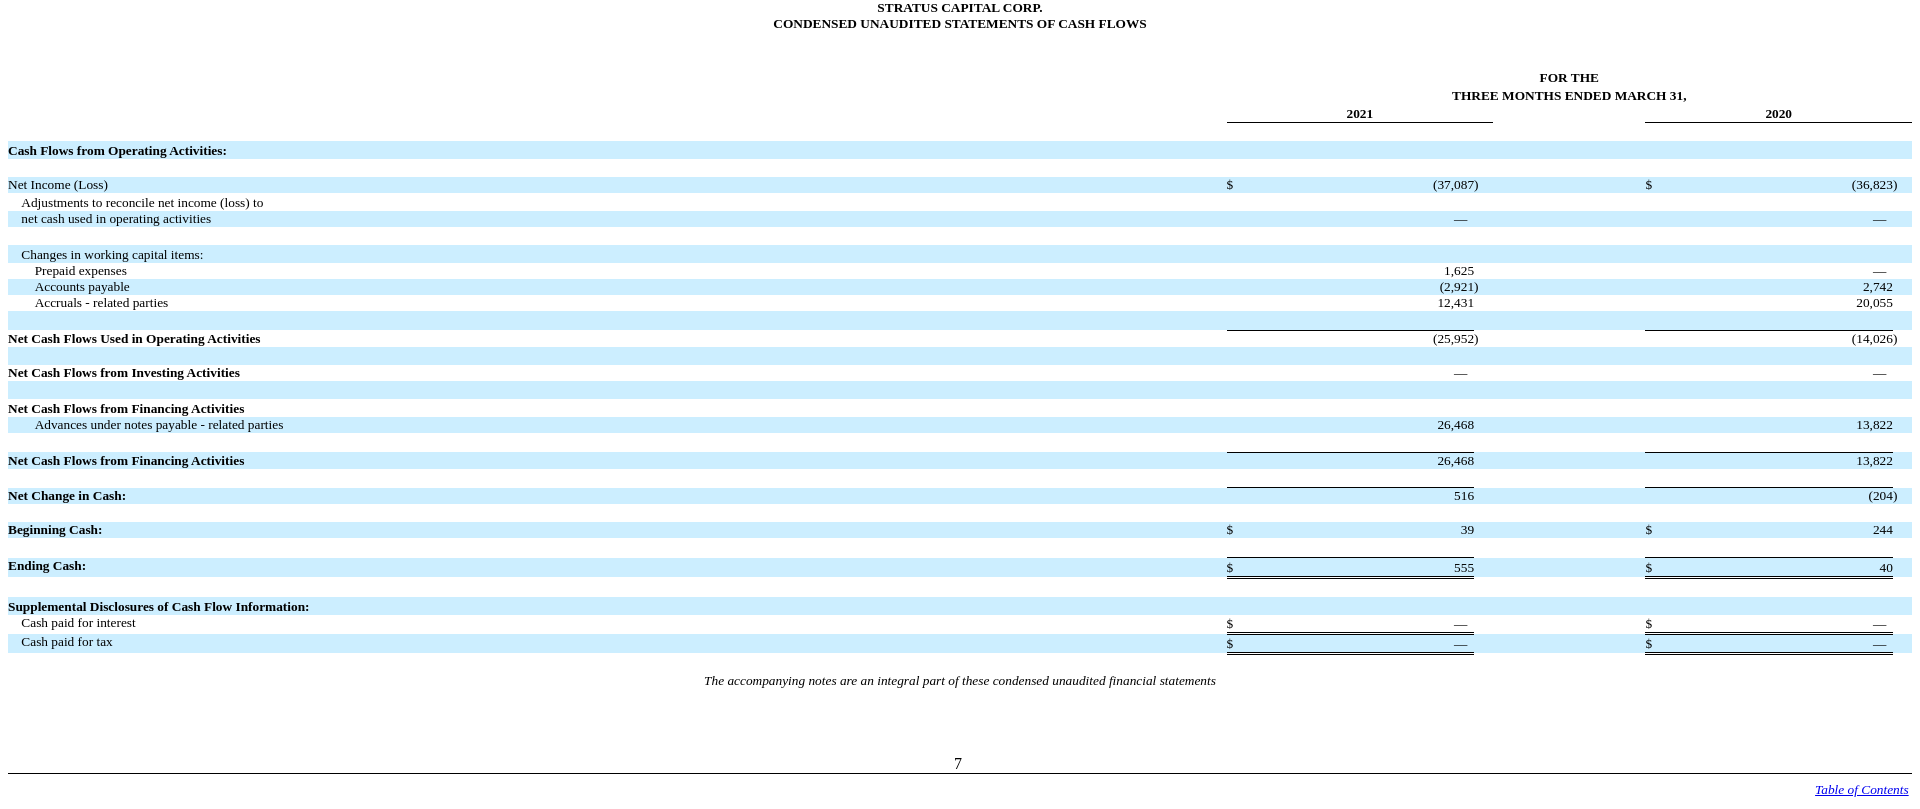 STRATUS CAPITAL CORP.
CONDENSED UNAUDITED STATEMENTS OF CASH FLOWS
FOR THE
THREE MONTHS ENDED MARCH 31,
2021 2020
Cash Flows from Operating Activities:
Net Income (Loss) $ (37,087) $ (36,823)
Adjustments to reconcile net income (loss) to
net cash used in operating activities — —
Changes in working capital items:
Prepaid expenses 1,625 —
Accounts payable (2,921) 2,742
Accruals - related parties 12,431 20,055
Net Cash Flows Used in Operating Activities (25,952) (14,026)
Net Cash Flows from Investing Activities — —
Net Cash Flows from Financing Activities
Advances under notes payable - related parties 26,468 13,822
Net Cash Flows from Financing Activities 26,468 13,822
Net Change in Cash: 516 (204)
Beginning Cash: $ 39 $ 244
Ending Cash: $ 555 $ 40
Supplemental Disclosures of Cash Flow Information:
Cash paid for interest $ — $ —
Cash paid for tax $ — $ —
The accompanying notes are an integral part of these condensed unaudited financial statements
7
Table of Contents